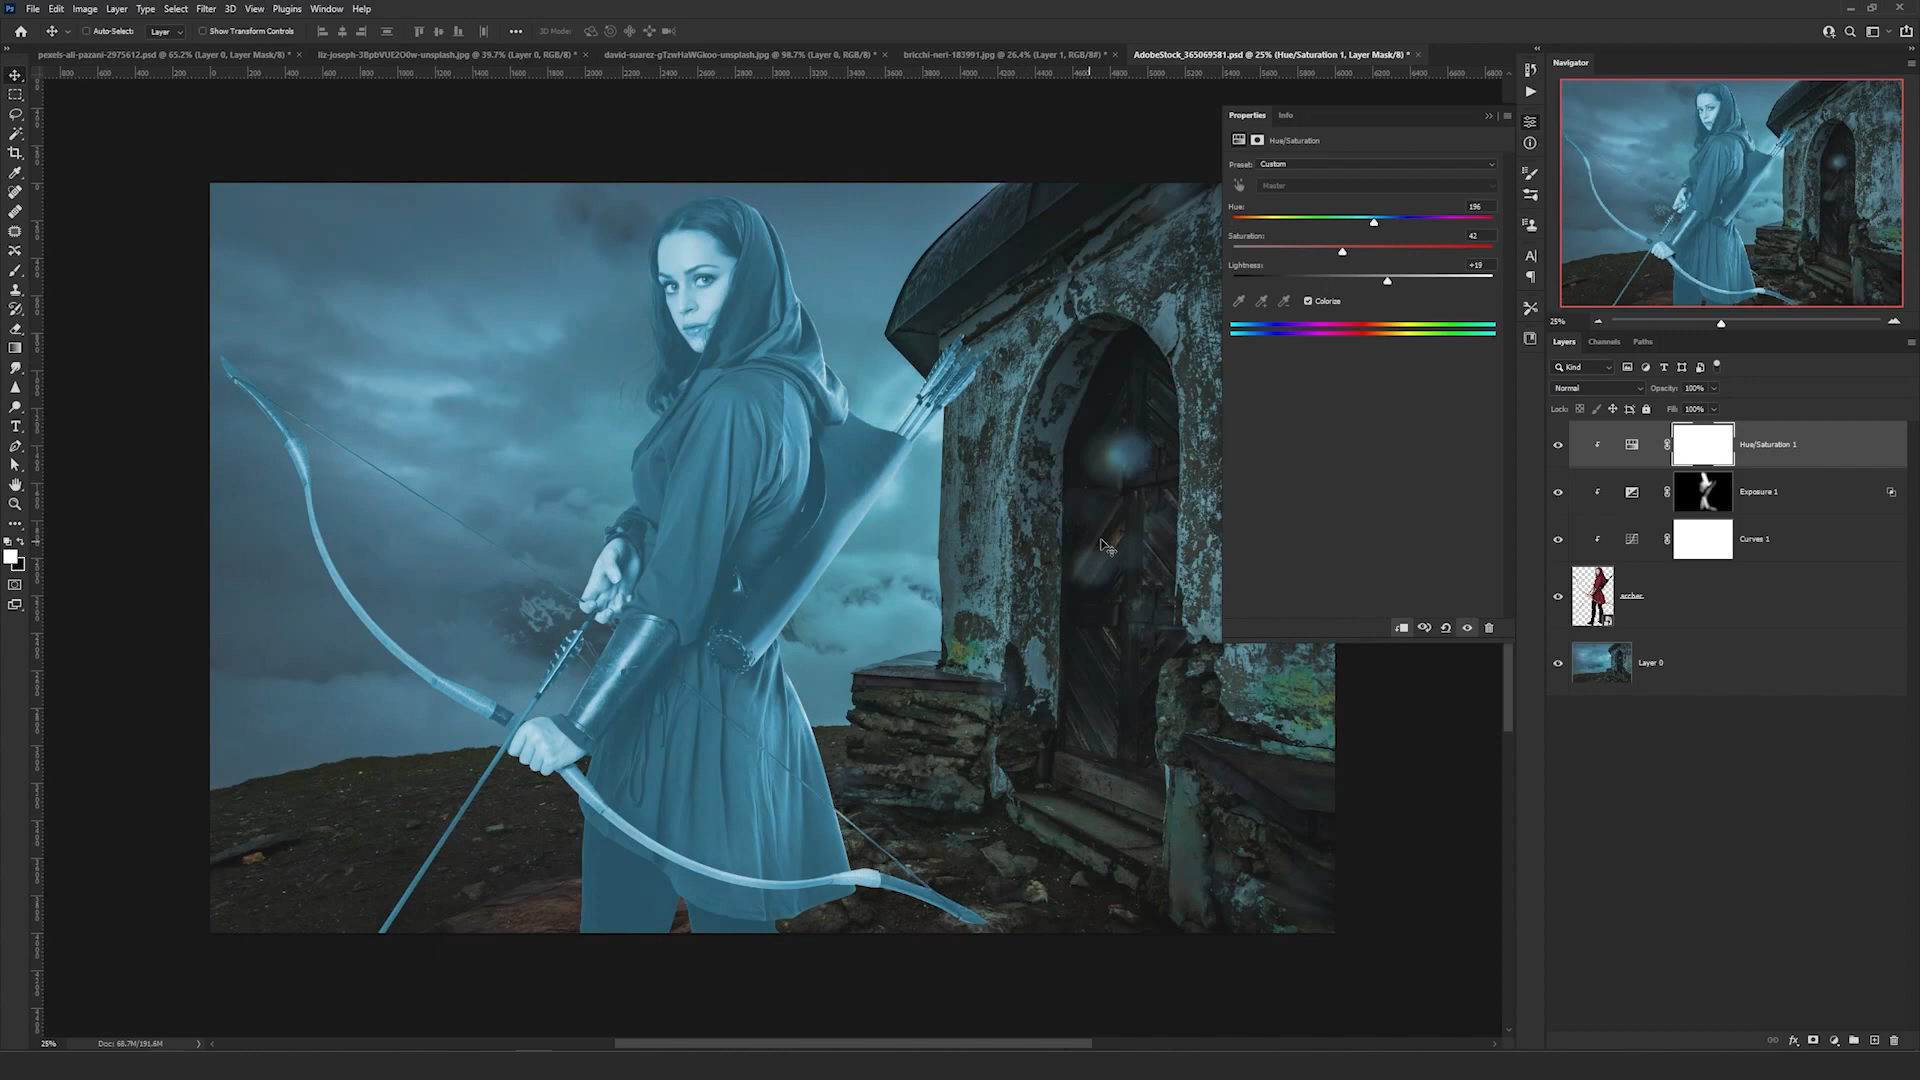 Ps File Edit Image Layer Type Select Filter 3D View Plugins Window Help
Auto-Select: Layer Show Transform Controls 3D Mode:
pexels-ali-pazani-2975612.psd @ 65.2% (Layer 0, Layer Mask/8) * liz-joseph-3BpbVUE2O0w-unsplash.jpg @ 39.7% (Layer 0, RGB/8) * david-suarez-gTzwHaWGkoo-unsplash.jpg @ 98.7% (Layer 0, RGB/8) * bricchi-neri-183991.jpg @ 26.4% (Layer 1, RGB/8#) * AdobeStock_365069581.psd @ 25% (Hue/Saturation 1, Layer Mask/8) *
Navigator
Properties Info
Hue/Saturation
Preset: Custom
Master
Hue: 196
Saturation: 42
Lightness: +19
Colorize
25%
Layers Channels Paths
Kind
Normal Opacity: 100%
Lock: Fill: 100%
Hue/Saturation 1
Exposure 1
Curves 1
archer
Layer 0
25% Doc: 68.7M/191.6M